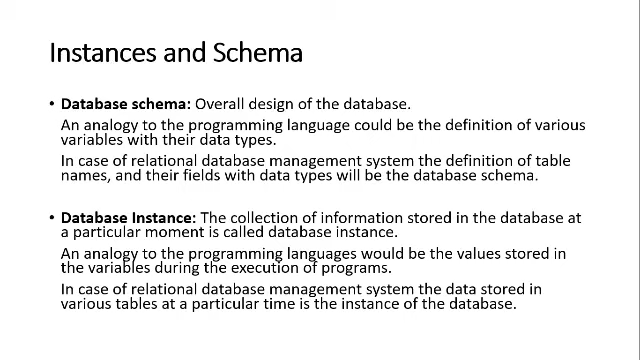 Instances and Schema
• Database schema: Overall design of the database.
An analogy to the programming language could be the definition of various
variables with their data types.
In case of relational database management system the definition of table
names, and their fields with data types will be the database schema.
• Database Instance: The collection of information stored in the database at
a particular moment is called database instance.
An analogy to the programming languages would be the values stored in
the variables during the execution of programs.
In case of relational database management system the data stored in
various tables at a particular time is the instance of the database.